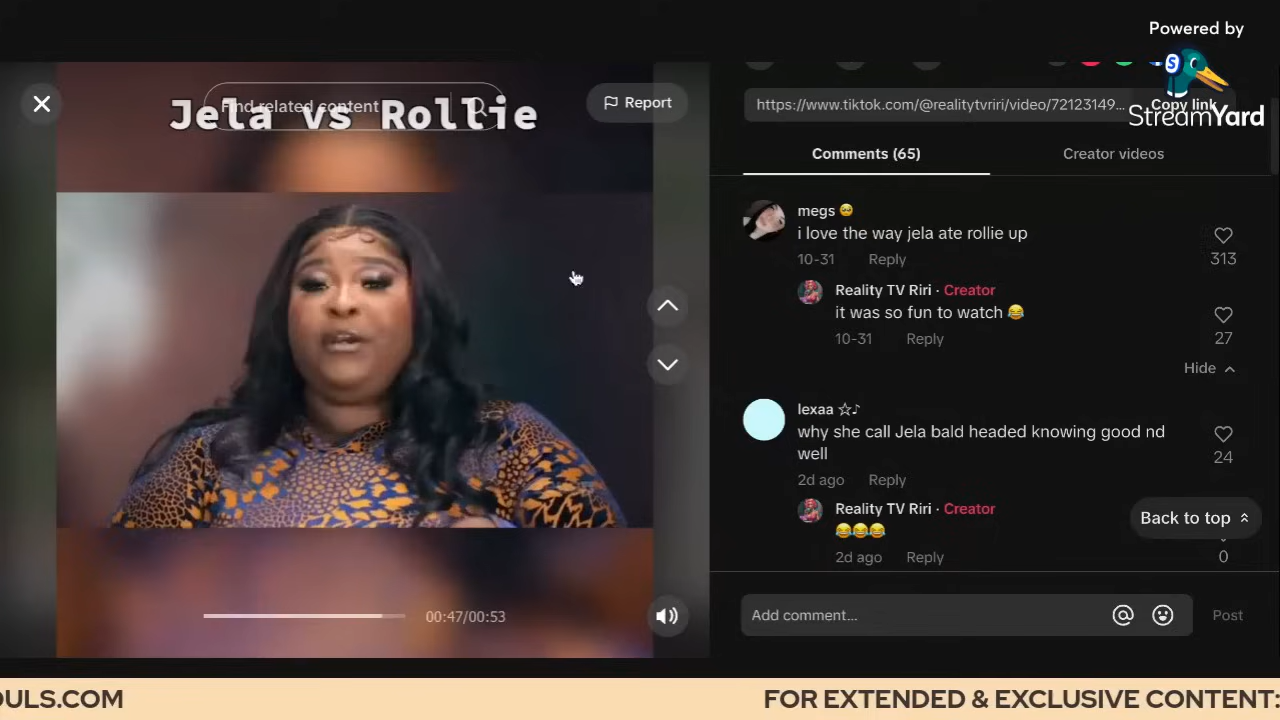 Powered by
StreamYard
Find related content
Jela vs Rollie
Report
https://www.tiktok.com/@realitytvriri/video/72123149...
Copy link
Comments (65)
Creator videos
megs 🥺
i love the way jela ate rollie up
10-31 Reply
313
Reality TV Riri · Creator
it was so fun to watch 😂
10-31 Reply
27
Hide
lexaa ☆♪
why she call Jela bald headed knowing good nd
well
2d ago Reply
24
Reality TV Riri · Creator
😂😂😂
2d ago Reply
0
Back to top
00:47/00:53
Add comment...
Post
OULS.COM
FOR EXTENDED & EXCLUSIVE CONTENT: